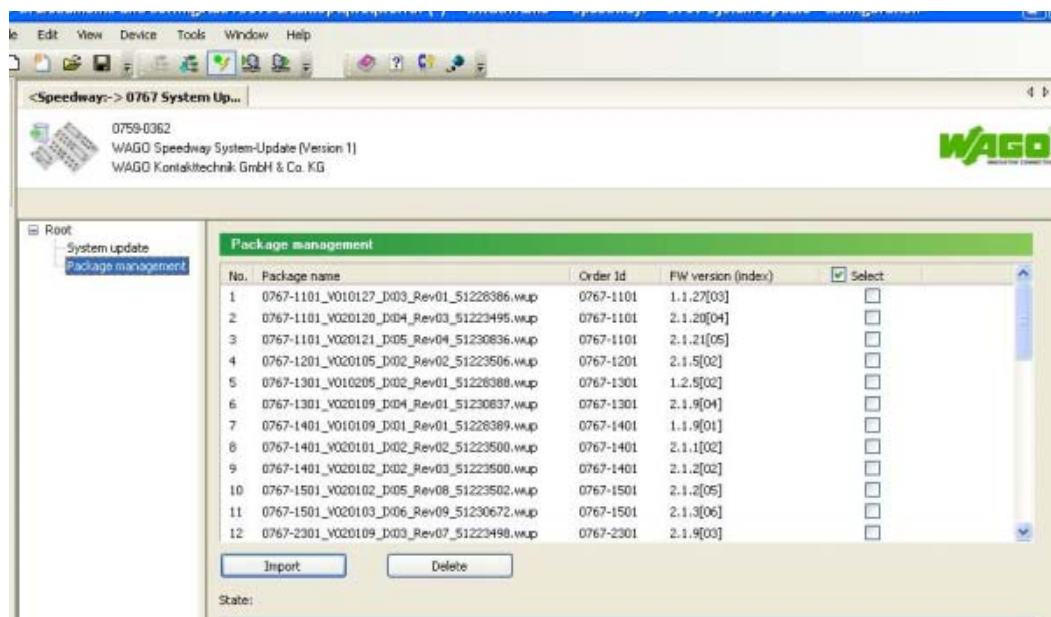 Edit View Device Tools Window Help
<Speedway:-> 0767 System Up...
0759-0362
WAGO Speedway System-Update (Version 1)
WAGO Kontakttechnik GmbH & Co. KG
WAGO
Root
System update
Package management
Package management
No. Package name Order Id FW version (index) Select
1 0767-1101_V010127_IX03_Rev01_51228386.wup 0767-1101 1.1.27[03]
2 0767-1101_V020120_IX04_Rev03_51223495.wup 0767-1101 2.1.20[04]
3 0767-1101_V020121_IX05_Rev04_51230836.wup 0767-1101 2.1.21[05]
4 0767-1201_V020105_IX02_Rev02_51223506.wup 0767-1201 2.1.5[02]
5 0767-1301_V010205_IX02_Rev01_51228388.wup 0767-1301 1.2.5[02]
6 0767-1301_V020109_IX04_Rev01_51230837.wup 0767-1301 2.1.9[04]
7 0767-1401_V010109_IX01_Rev01_51228389.wup 0767-1401 1.1.9[01]
8 0767-1401_V020101_IX02_Rev02_51223500.wup 0767-1401 2.1.1[02]
9 0767-1401_V020102_IX02_Rev03_51223500.wup 0767-1401 2.1.2[02]
10 0767-1501_V020102_IX05_Rev08_51223502.wup 0767-1501 2.1.2[05]
11 0767-1501_V020103_IX06_Rev09_51230672.wup 0767-1501 2.1.3[06]
12 0767-2301_V020109_IX03_Rev07_51223498.wup 0767-2301 2.1.9[03]
Import Delete
State: